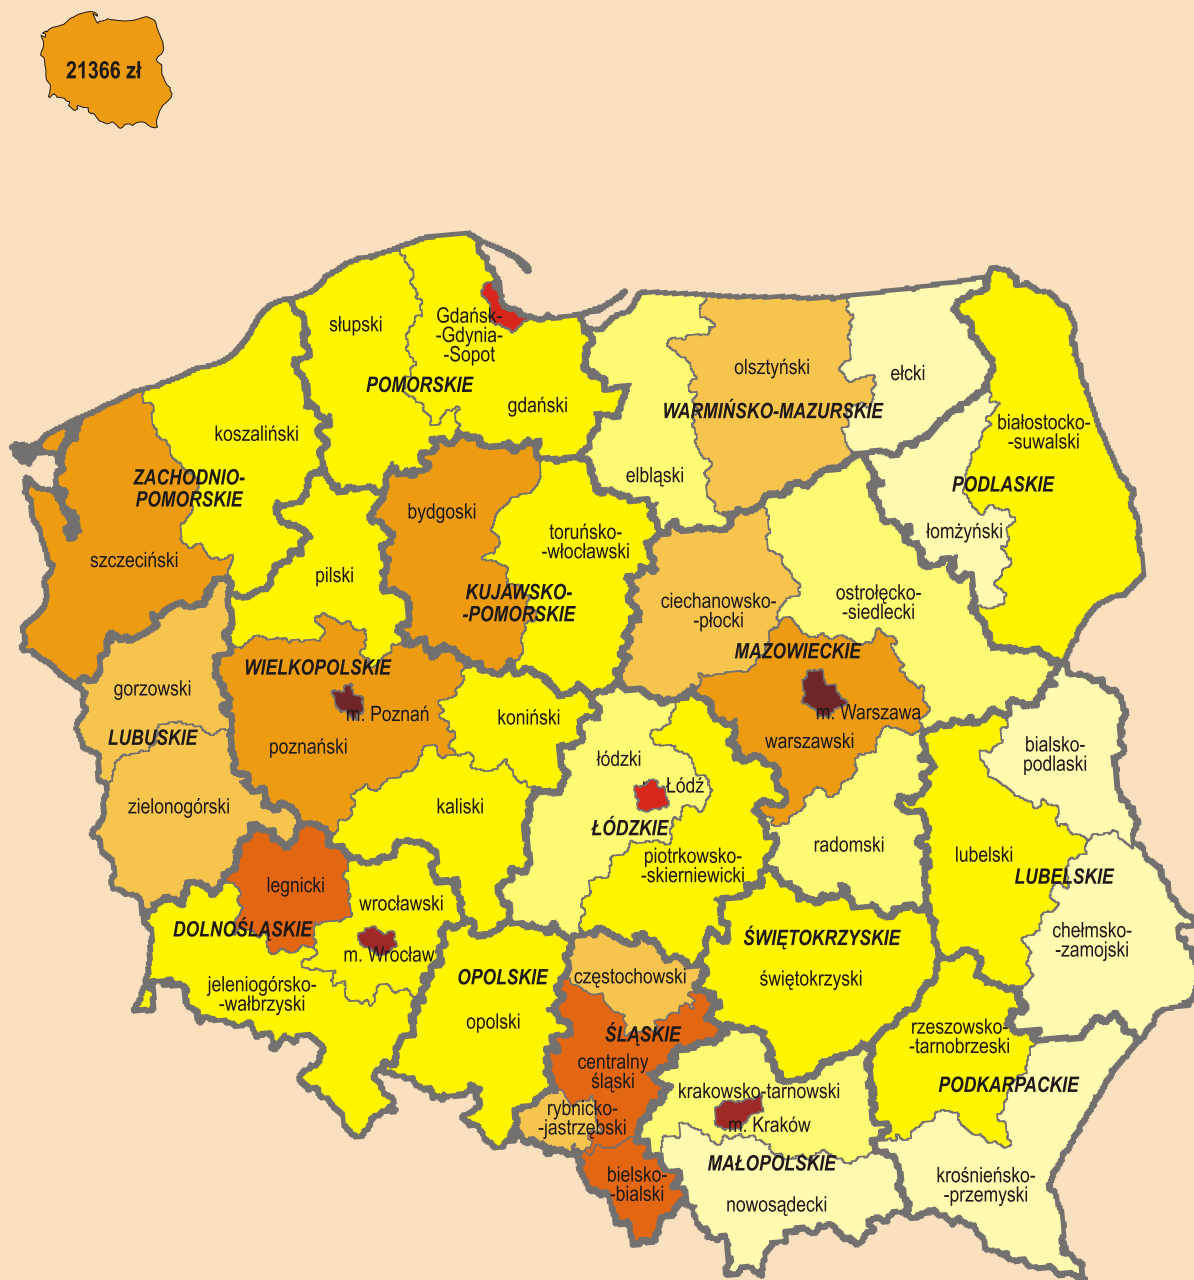 21366 zł
słupski
Gdańsk-
-Gdynia-
-Sopot
POMORSKIE
gdański
koszaliński
ZACHODNIO-
POMORSKIE
szczeciński
olsztyński
ełcki
WARMIŃSKO-MAZURSKIE
elbląski
białostocko-
-suwalski
PODLASKIE
łomżyński
bydgoski
toruńsko-
-włocławski
KUJAWSKO-
-POMORSKIE
pilski
ciechanowsko-
-płocki
ostrołęcko-
-siedlecki
MAZOWIECKIE
m. Warszawa
warszawski
WIELKOPOLSKIE
m. Poznań
poznański
koniński
gorzowski
LUBUSKIE
zielonogórski
kaliski
łódzki
Łódź
ŁÓDZKIE
piotrkowsko-
-skierniewicki
radomski
bialsko-
podlaski
lubelski
LUBELSKIE
chełmsko-
-zamojski
legnicki
wrocławski
DOLNOŚLĄSKIE
m. Wrocław
jeleniogórsko-
-wałbrzyski
OPOLSKIE
opolski
częstochowski
ŚLĄSKIE
centralny
śląski
rybnicko-
-jastrzębski
bielsko-
-bialski
ŚWIĘTOKRZYSKIE
świętokrzyski
rzeszowsko-
-tarnobrzeski
PODKARPACKIE
krośnieńsko-
-przemyski
krakowsko-tarnowski
m. Kraków
MAŁOPOLSKIE
nowosądecki